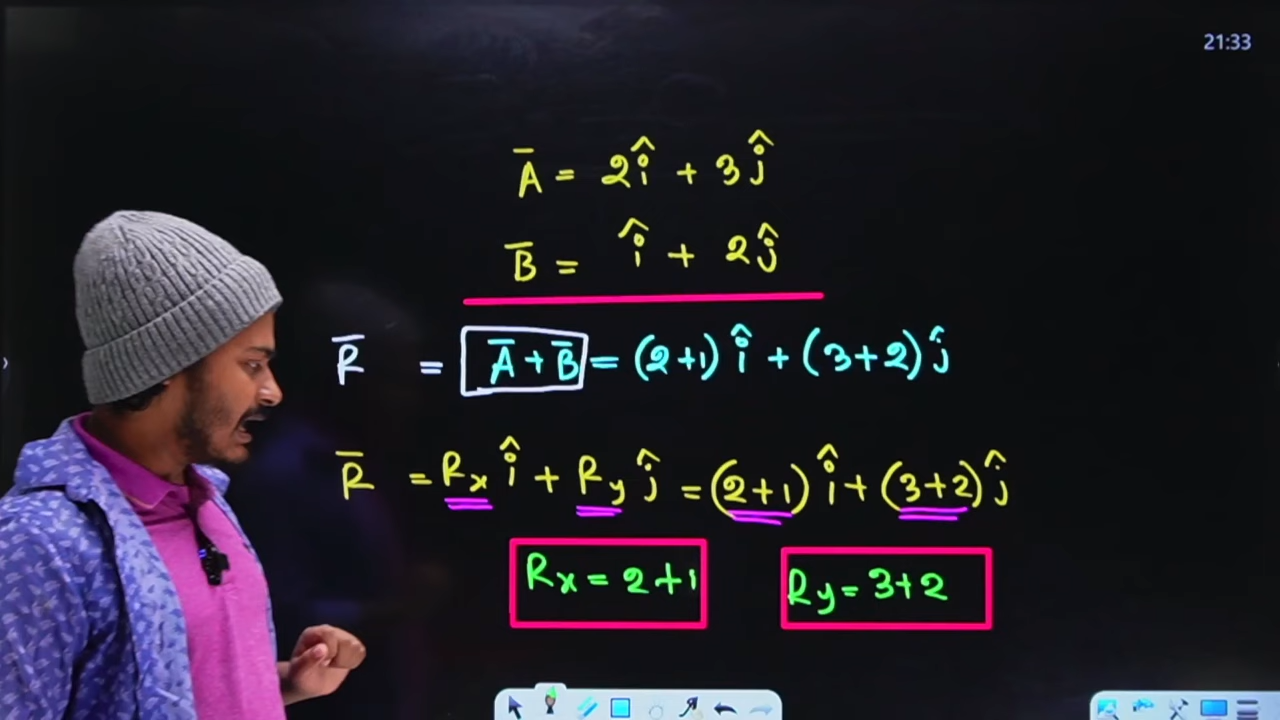 21:33
A̅ = 2î + 3ĵ
B̅ = î + 2ĵ
R̅ = A̅ + B̅ = (2+1)î + (3+2)ĵ
R̅ = Rx î + Ry ĵ = (2+1)î + (3+2)ĵ
Rx = 2+1 Ry = 3+2